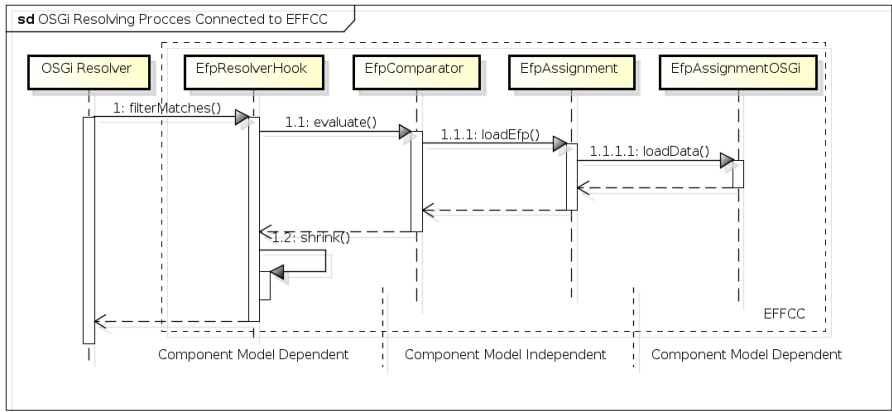 sd OSGi Resolving Procces Connected to EFFCC
OSGi Resolver
EfpResolverHook
EfpComparator
EfpAssignment
EfpAssignmentOSGi
1: filterMatches()
1.1: evaluate()
1.1.1: loadEfp()
1.1.1.1: loadData()
1.2: shrink()
EFFCC
Component Model Dependent
Component Model Independent
Component Model Dependent